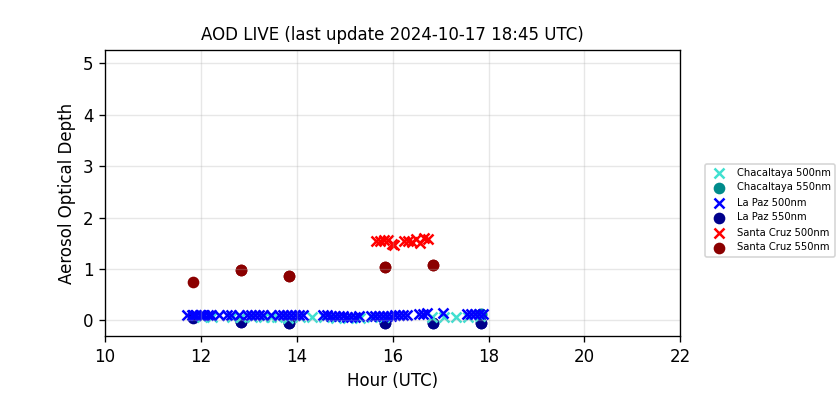 AOD LIVE (last update 2024-10-17 18:45 UTC)
5
4
3
2
1
0
Aerosol Optical Depth
10 12 14 16 18 20 22
Hour (UTC)
Chacaltaya 500nm
Chacaltaya 550nm
La Paz 500nm
La Paz 550nm
Santa Cruz 500nm
Santa Cruz 550nm